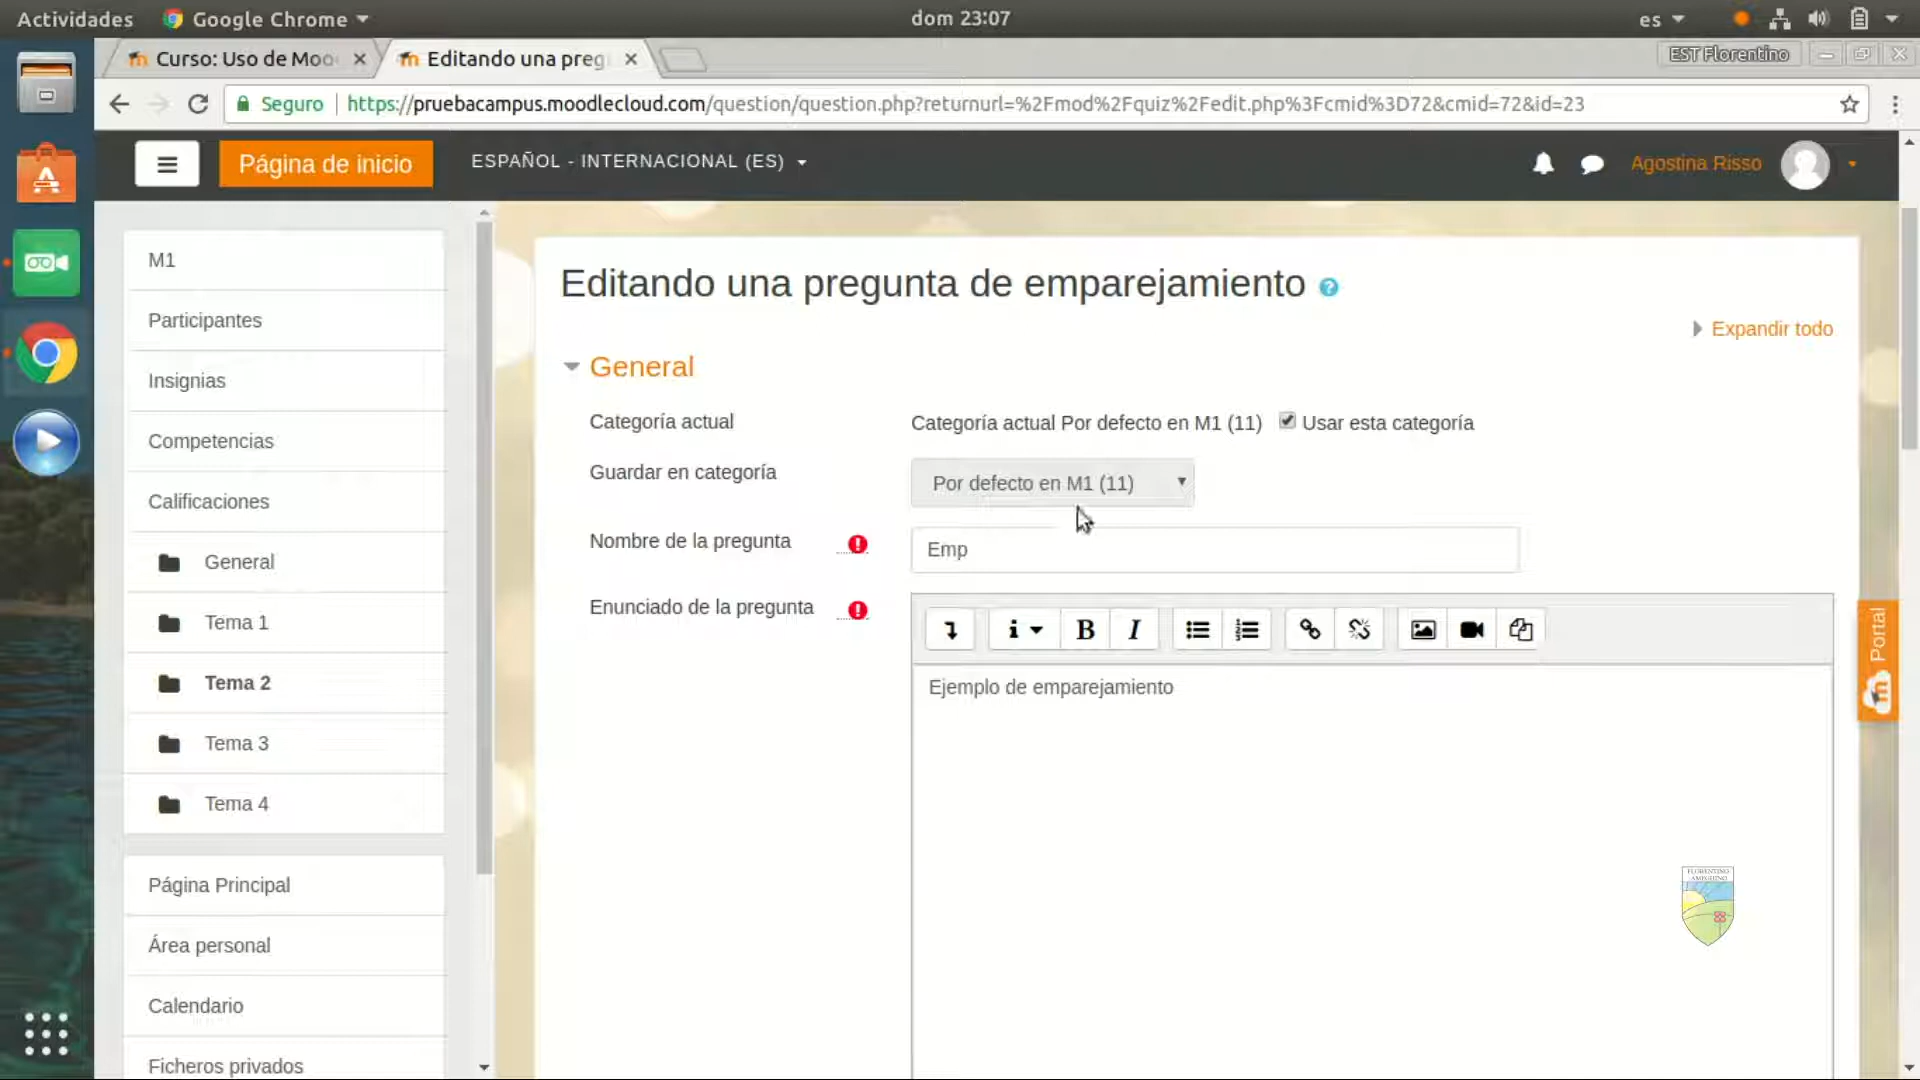 Actividades
Google Chrome
dom 23:07
es
Curso: Uso de Moo
Editando una preg
EST Florentino
Seguro
https://pruebacampus.moodlecloud.com/question/question.php?returnurl=%2Fmod%2Fquiz%2Fedit.php%3Fcmid%3D72&cmid=72&id=23
Página de inicio
ESPAÑOL - INTERNACIONAL (ES)
Agostina Risso
M1
Participantes
Insignias
Competencias
Calificaciones
General
Tema 1
Tema 2
Tema 3
Tema 4
Página Principal
Área personal
Calendario
Ficheros privados
Editando una pregunta de emparejamiento
Expandir todo
General
Categoría actual
Categoría actual Por defecto en M1 (11)
Usar esta categoría
Guardar en categoría
Por defecto en M1 (11)
Nombre de la pregunta
Emp
Enunciado de la pregunta
B
I
Ejemplo de emparejamiento
Portal
FLORENTINO
AMEGHINO